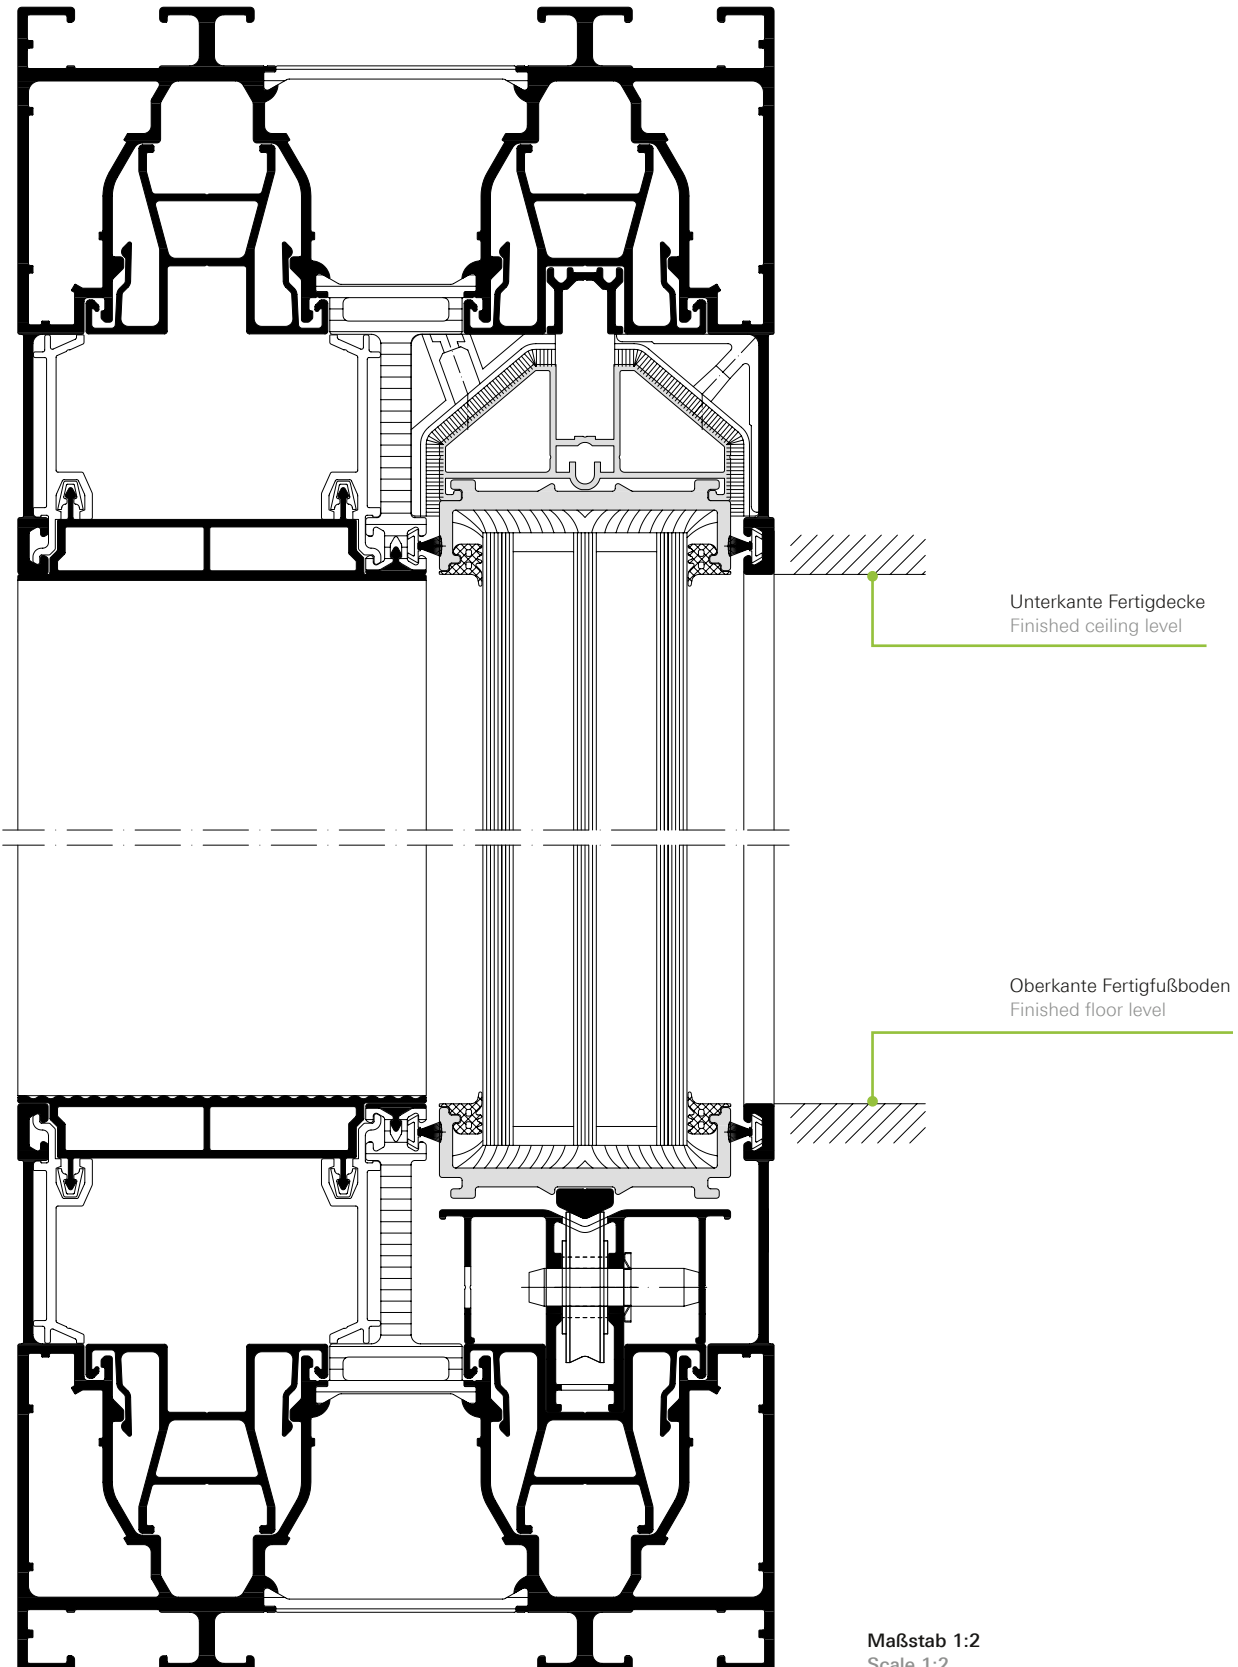 Unterkante Fertigdecke
Finished ceiling level
Oberkante Fertigfußboden
Finished floor level
Maßstab 1:2
Scale 1:2